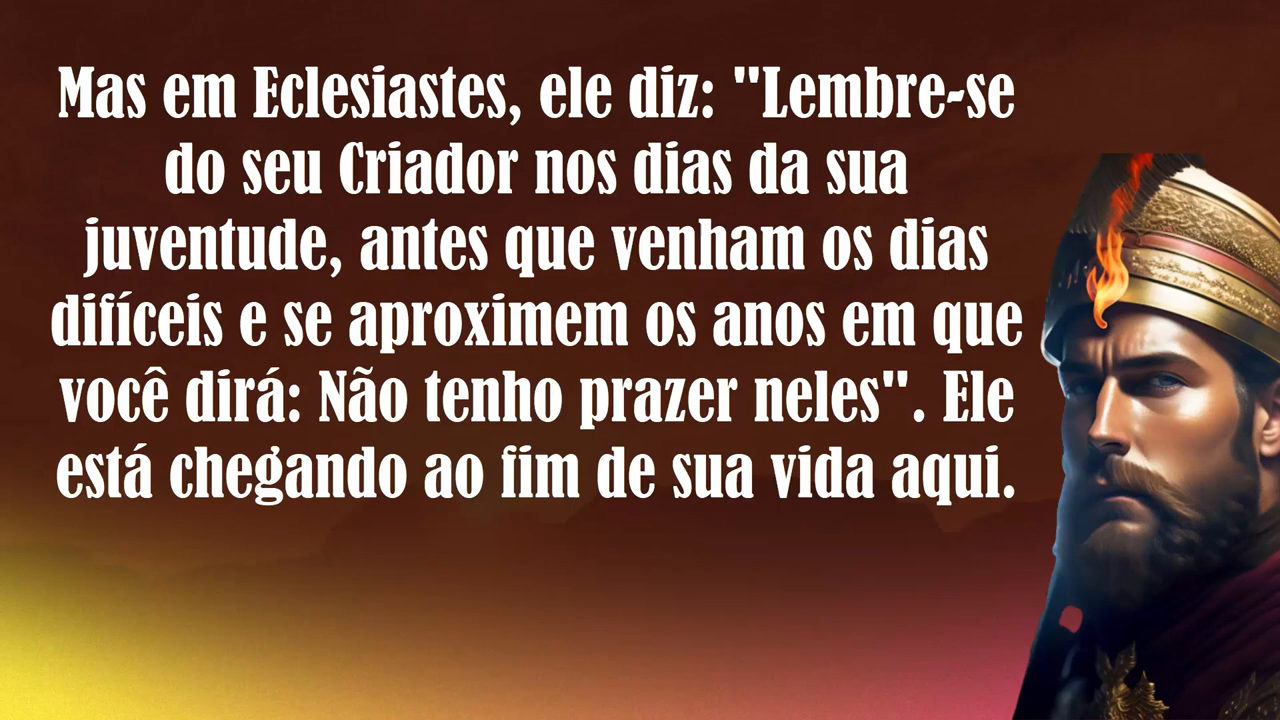 Mas em Eclesiastes, ele diz: "Lembre-se
do seu Criador nos dias da sua
juventude, antes que venham os dias
difíceis e se aproximem os anos em que
você dirá: Não tenho prazer neles". Ele
está chegando ao fim de sua vida aqui.